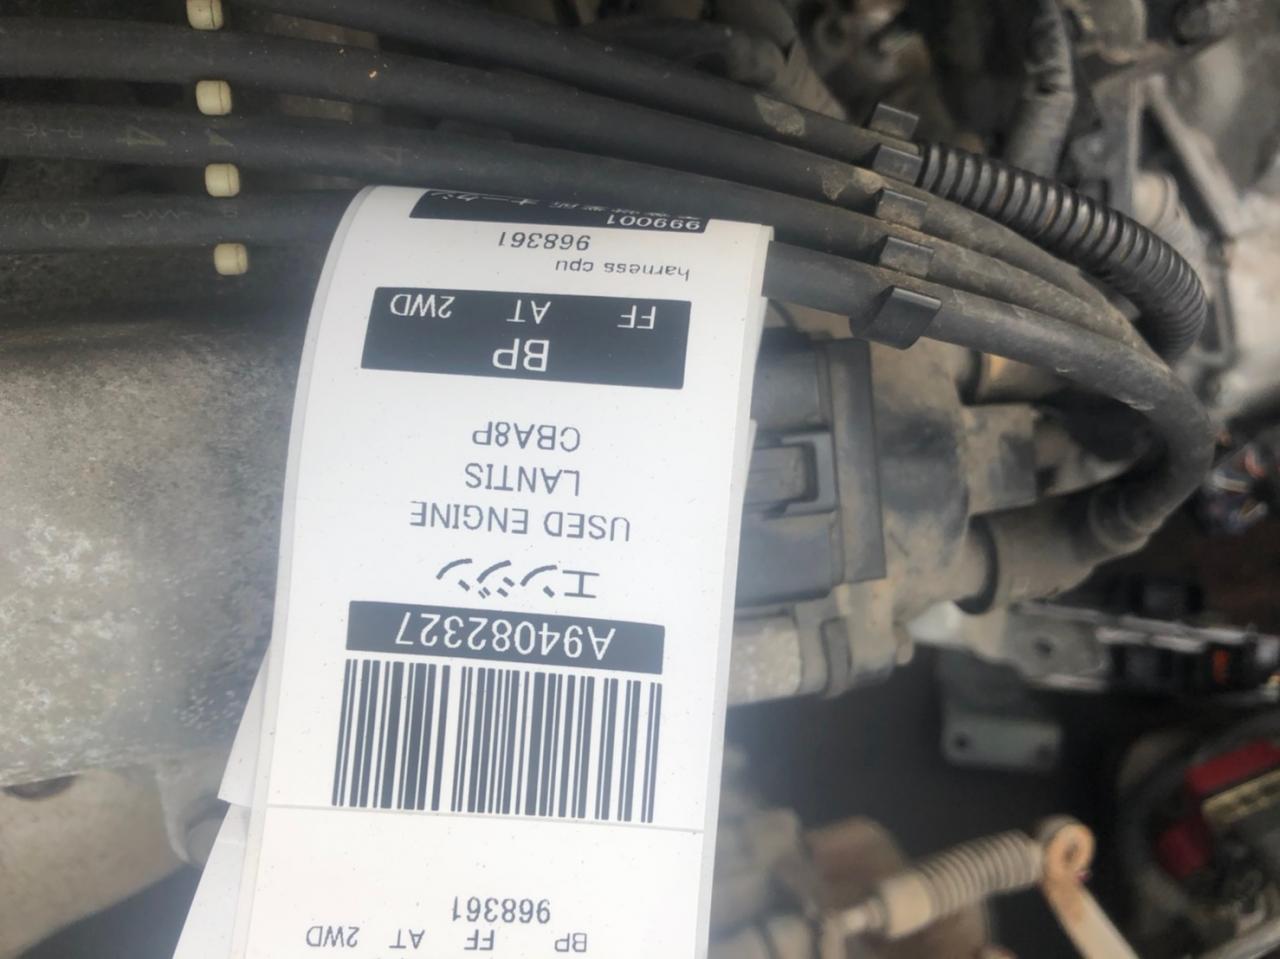 BP FF AT 2WD
968361
A94082327
エンジン
USED ENGINE
LANTIS
CBA8P
BP
FF AT 2WD
harness cpu
968361
999001